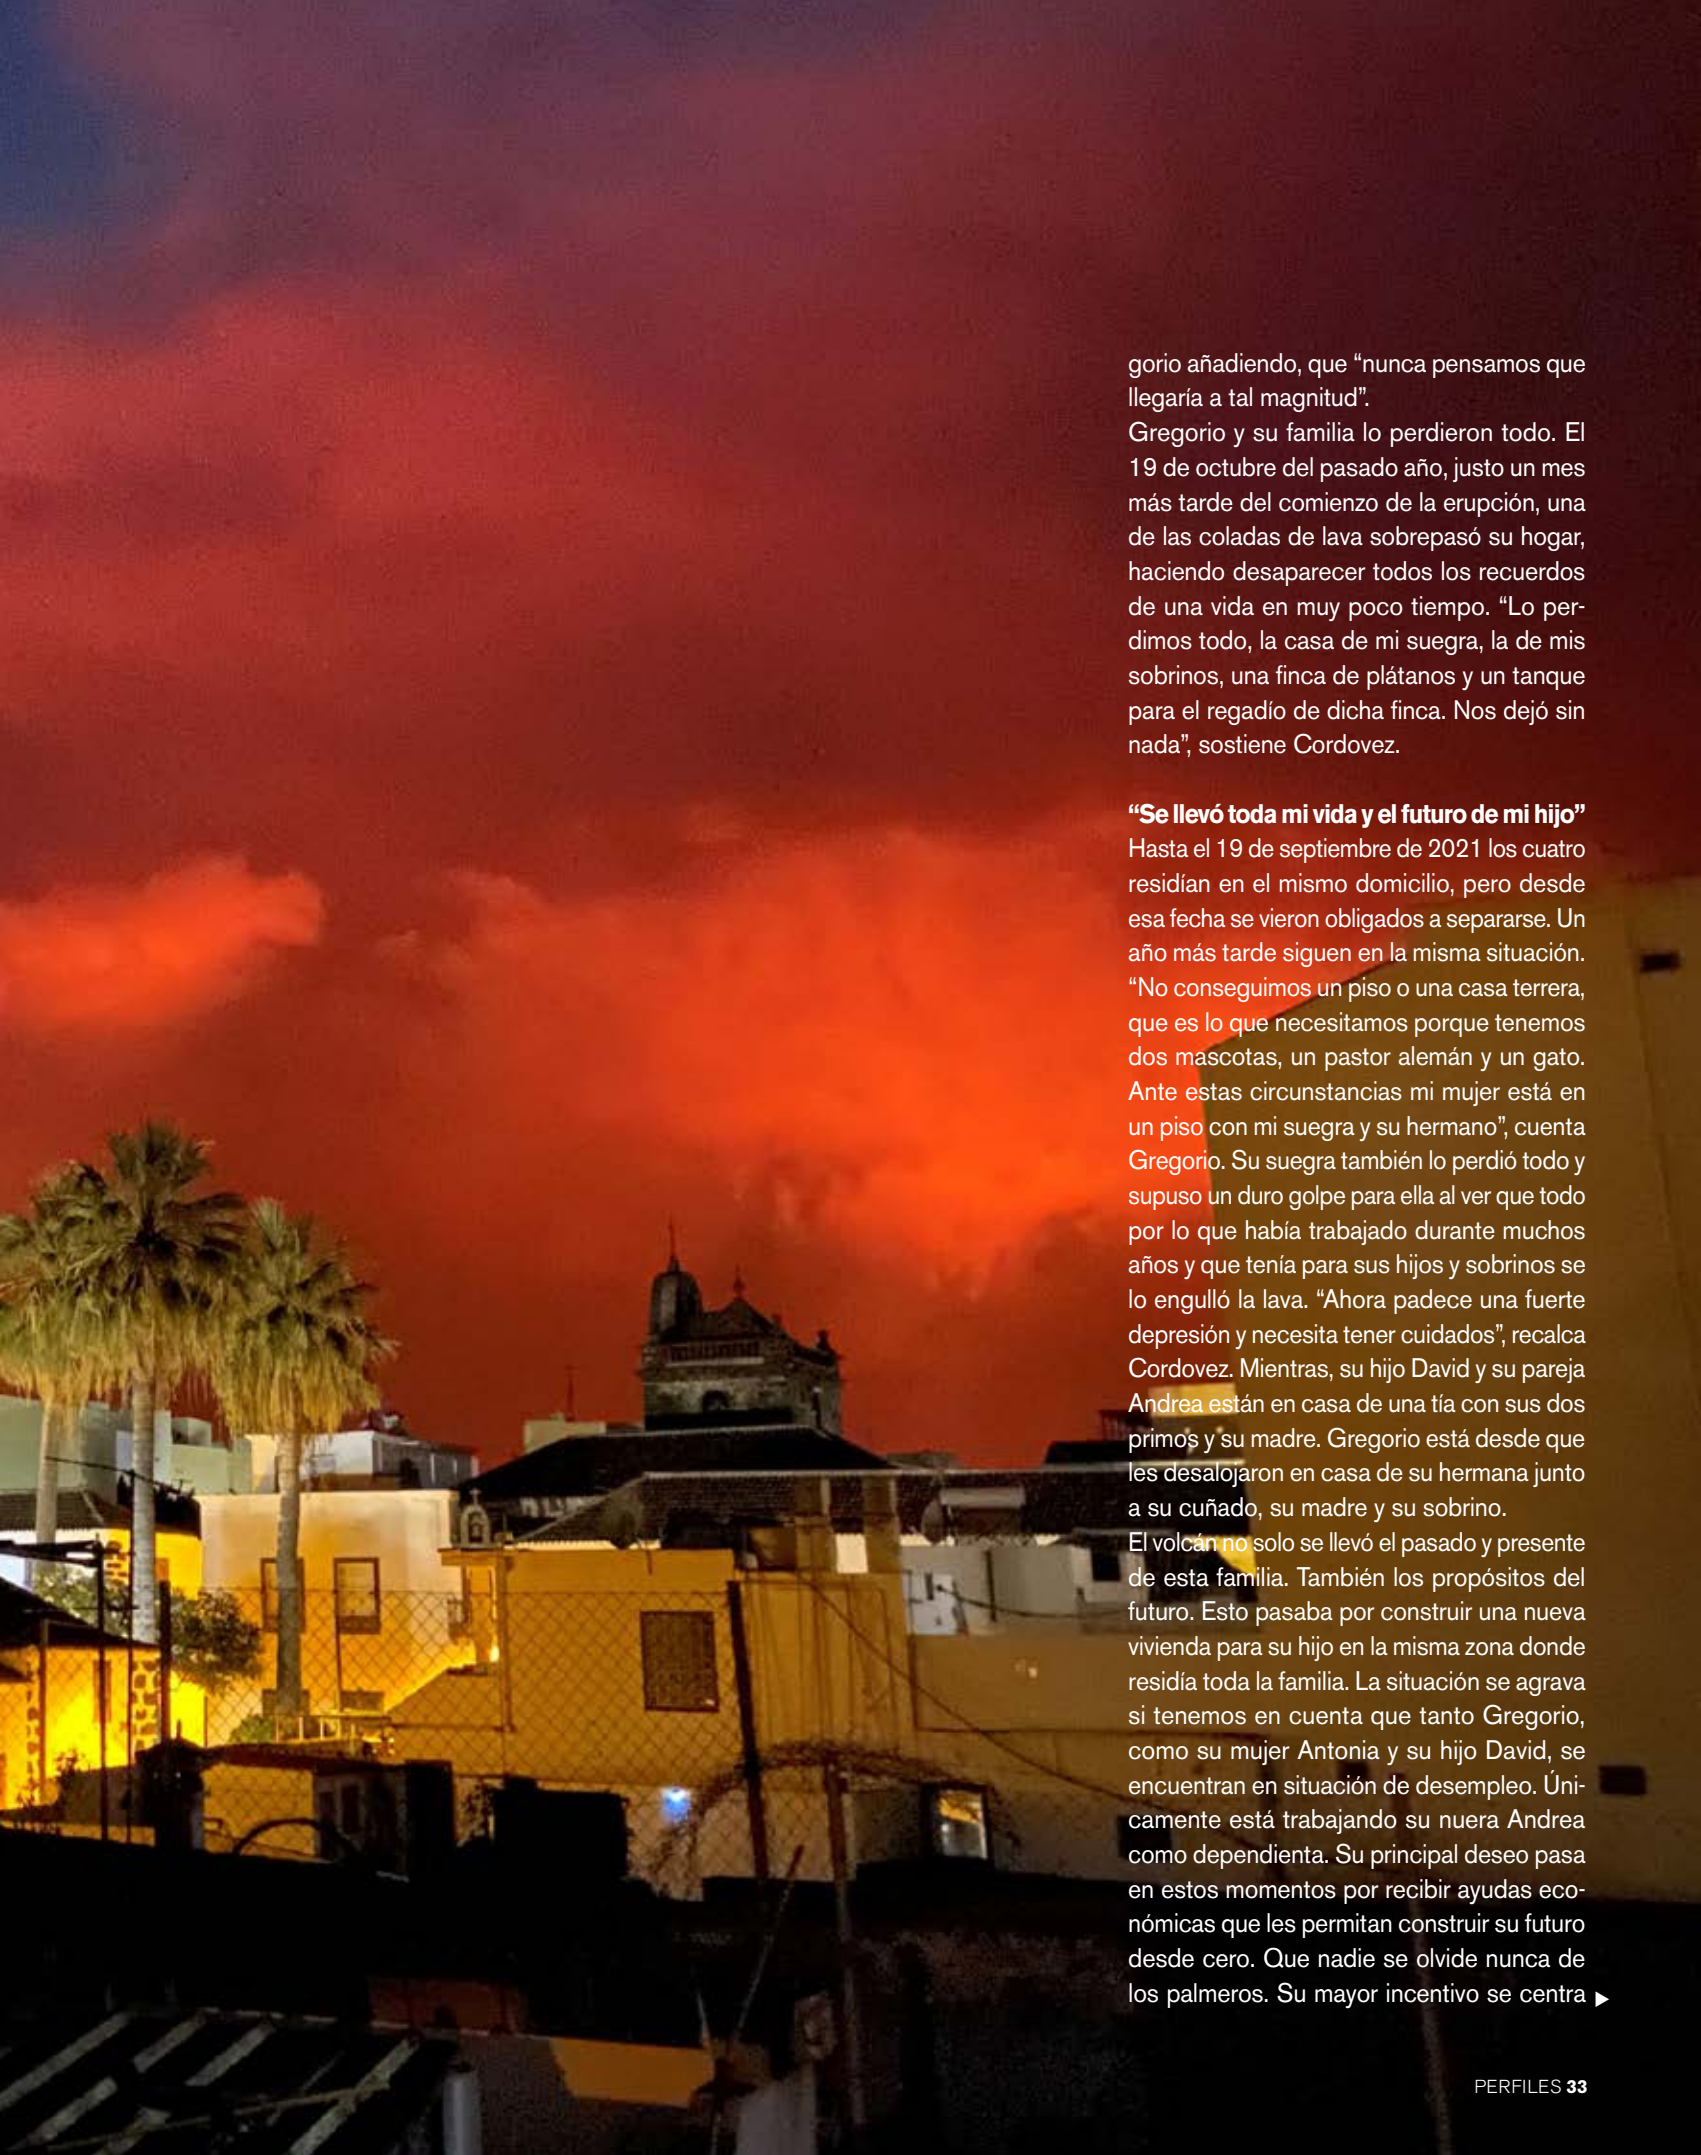 gorio añadiendo, que “nunca pensamos que
llegaría a tal magnitud”.
Gregorio y su familia lo perdieron todo. El
19 de octubre del pasado año, justo un mes
más tarde del comienzo de la erupción, una
de las coladas de lava sobrepasó su hogar,
haciendo desaparecer todos los recuerdos
de una vida en muy poco tiempo. “Lo per-
dimos todo, la casa de mi suegra, la de mis
sobrinos, una finca de plátanos y un tanque
para el regadío de dicha finca. Nos dejó sin
nada”, sostiene Cordovez.
“Se llevó toda mi vida y el futuro de mi hijo”
Hasta el 19 de septiembre de 2021 los cuatro
residían en el mismo domicilio, pero desde
esa fecha se vieron obligados a separarse. Un
año más tarde siguen en la misma situación.
“No conseguimos un piso o una casa terrera,
que es lo que necesitamos porque tenemos
dos mascotas, un pastor alemán y un gato.
Ante estas circunstancias mi mujer está en
un piso con mi suegra y su hermano”, cuenta
Gregorio. Su suegra también lo perdió todo y
supuso un duro golpe para ella al ver que todo
por lo que había trabajado durante muchos
años y que tenía para sus hijos y sobrinos se
lo engulló la lava. “Ahora padece una fuerte
depresión y necesita tener cuidados”, recalca
Cordovez. Mientras, su hijo David y su pareja
Andrea están en casa de una tía con sus dos
primos y su madre. Gregorio está desde que
les desalojaron en casa de su hermana junto
a su cuñado, su madre y su sobrino.
El volcán no solo se llevó el pasado y presente
de esta familia. También los propósitos del
futuro. Esto pasaba por construir una nueva
vivienda para su hijo en la misma zona donde
residía toda la familia. La situación se agrava
si tenemos en cuenta que tanto Gregorio,
como su mujer Antonia y su hijo David, se
encuentran en situación de desempleo. Úni-
camente está trabajando su nuera Andrea
como dependienta. Su principal deseo pasa
en estos momentos por recibir ayudas eco-
nómicas que les permitan construir su futuro
desde cero. Que nadie se olvide nunca de
los palmeros. Su mayor incentivo se centra ▶
PERFILES 33